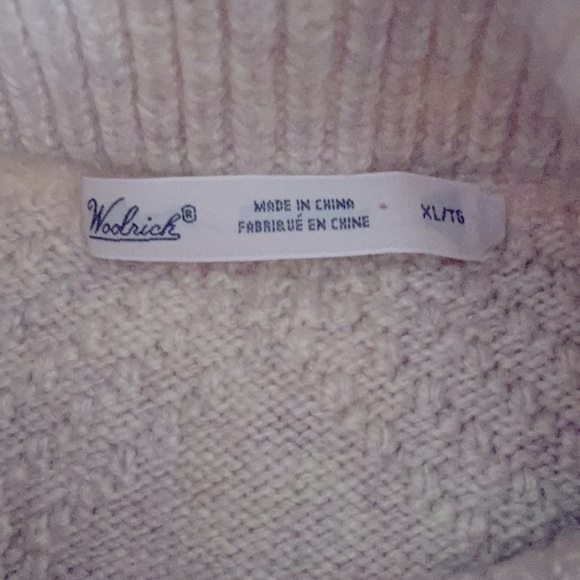 Woolrich®
MADE IN CHINA
FABRIQUÉ EN CHINE
XL/TG